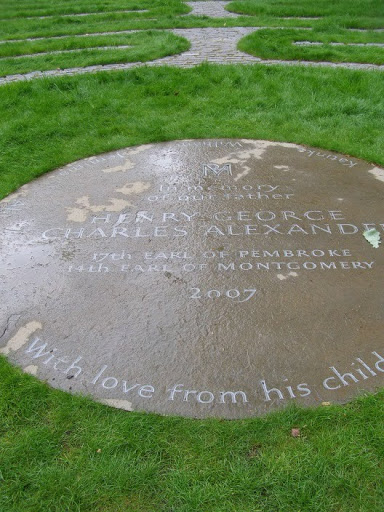 In memory
of our father
HENRY GEORGE
CHARLES ALEXANDER
17th EARL OF PEMBROKE
14th EARL OF MONTGOMERY
2007
With love from his child